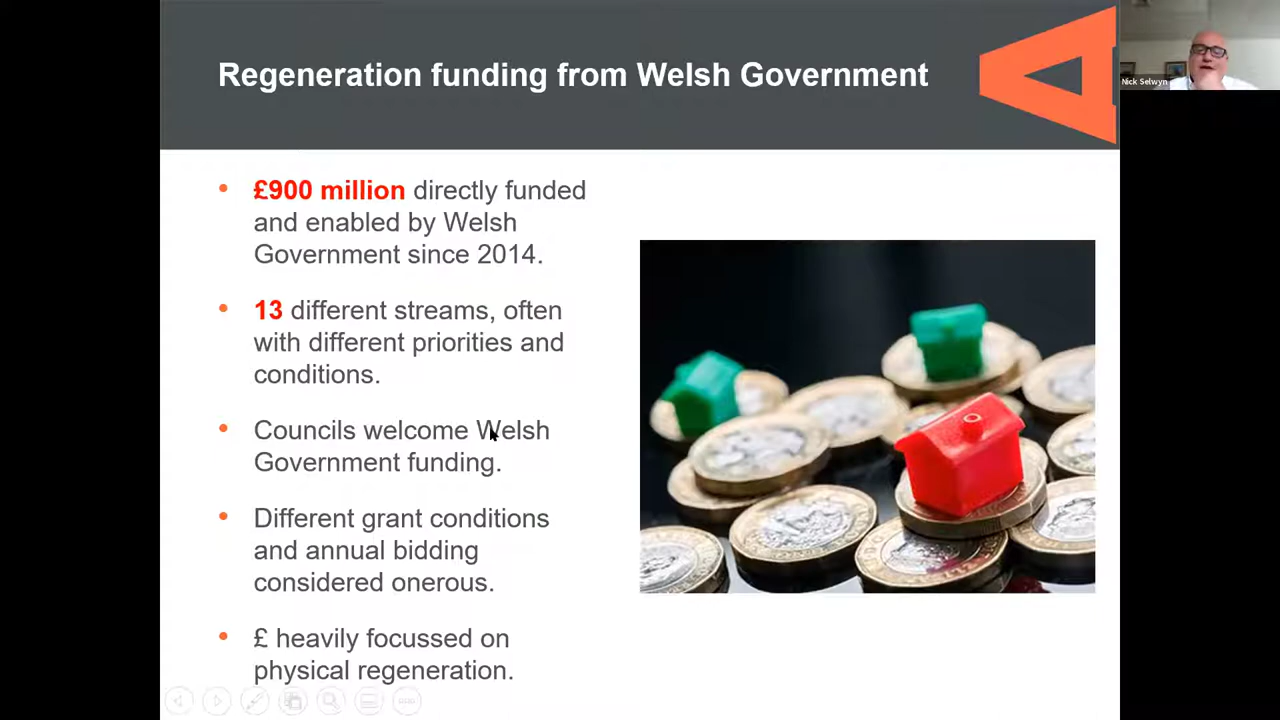 Regeneration funding from Welsh Government
Nick Selwyn
• £900 million directly funded
and enabled by Welsh
Government since 2014.
• 13 different streams, often
with different priorities and
conditions.
• Councils welcome Welsh
Government funding.
• Different grant conditions
and annual bidding
considered onerous.
• £ heavily focussed on
physical regeneration.